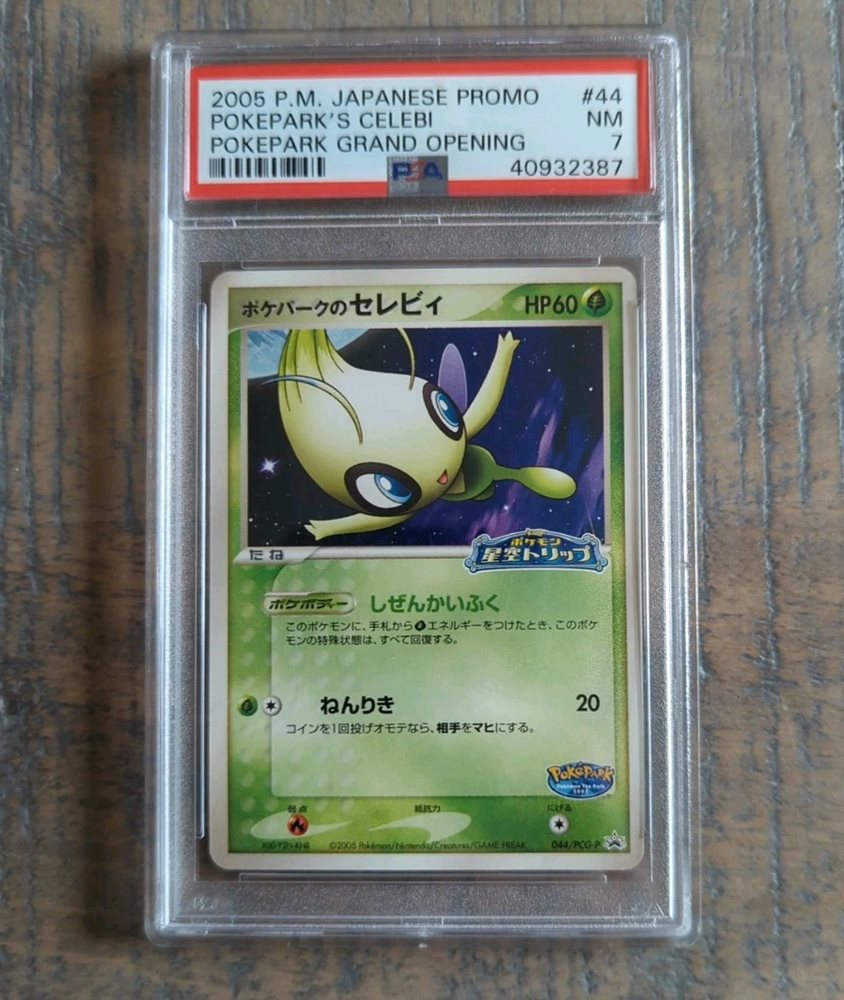 2005 P.M. JAPANESE PROMO #44
POKEPARK'S CELEBI NM
POKEPARK GRAND OPENING 7
PSA 40932387
ポケパークのセレビィ HP60
たね
ポケモン
星空トリップ
ポケボディー しぜんかいふく
このポケモンに、手札からエネルギーをつけたとき、このポケ
モンの特殊状態は、すべて回復する。
ねんりき 20
コインを1回投げオモテなら、相手をマヒにする。
PokéPark
Pokémon The Park
2005
弱点 抵抗力 にげる
©2005 Pokémon/Nintendo/Creatures/GAME FREAK 044/PCG-P